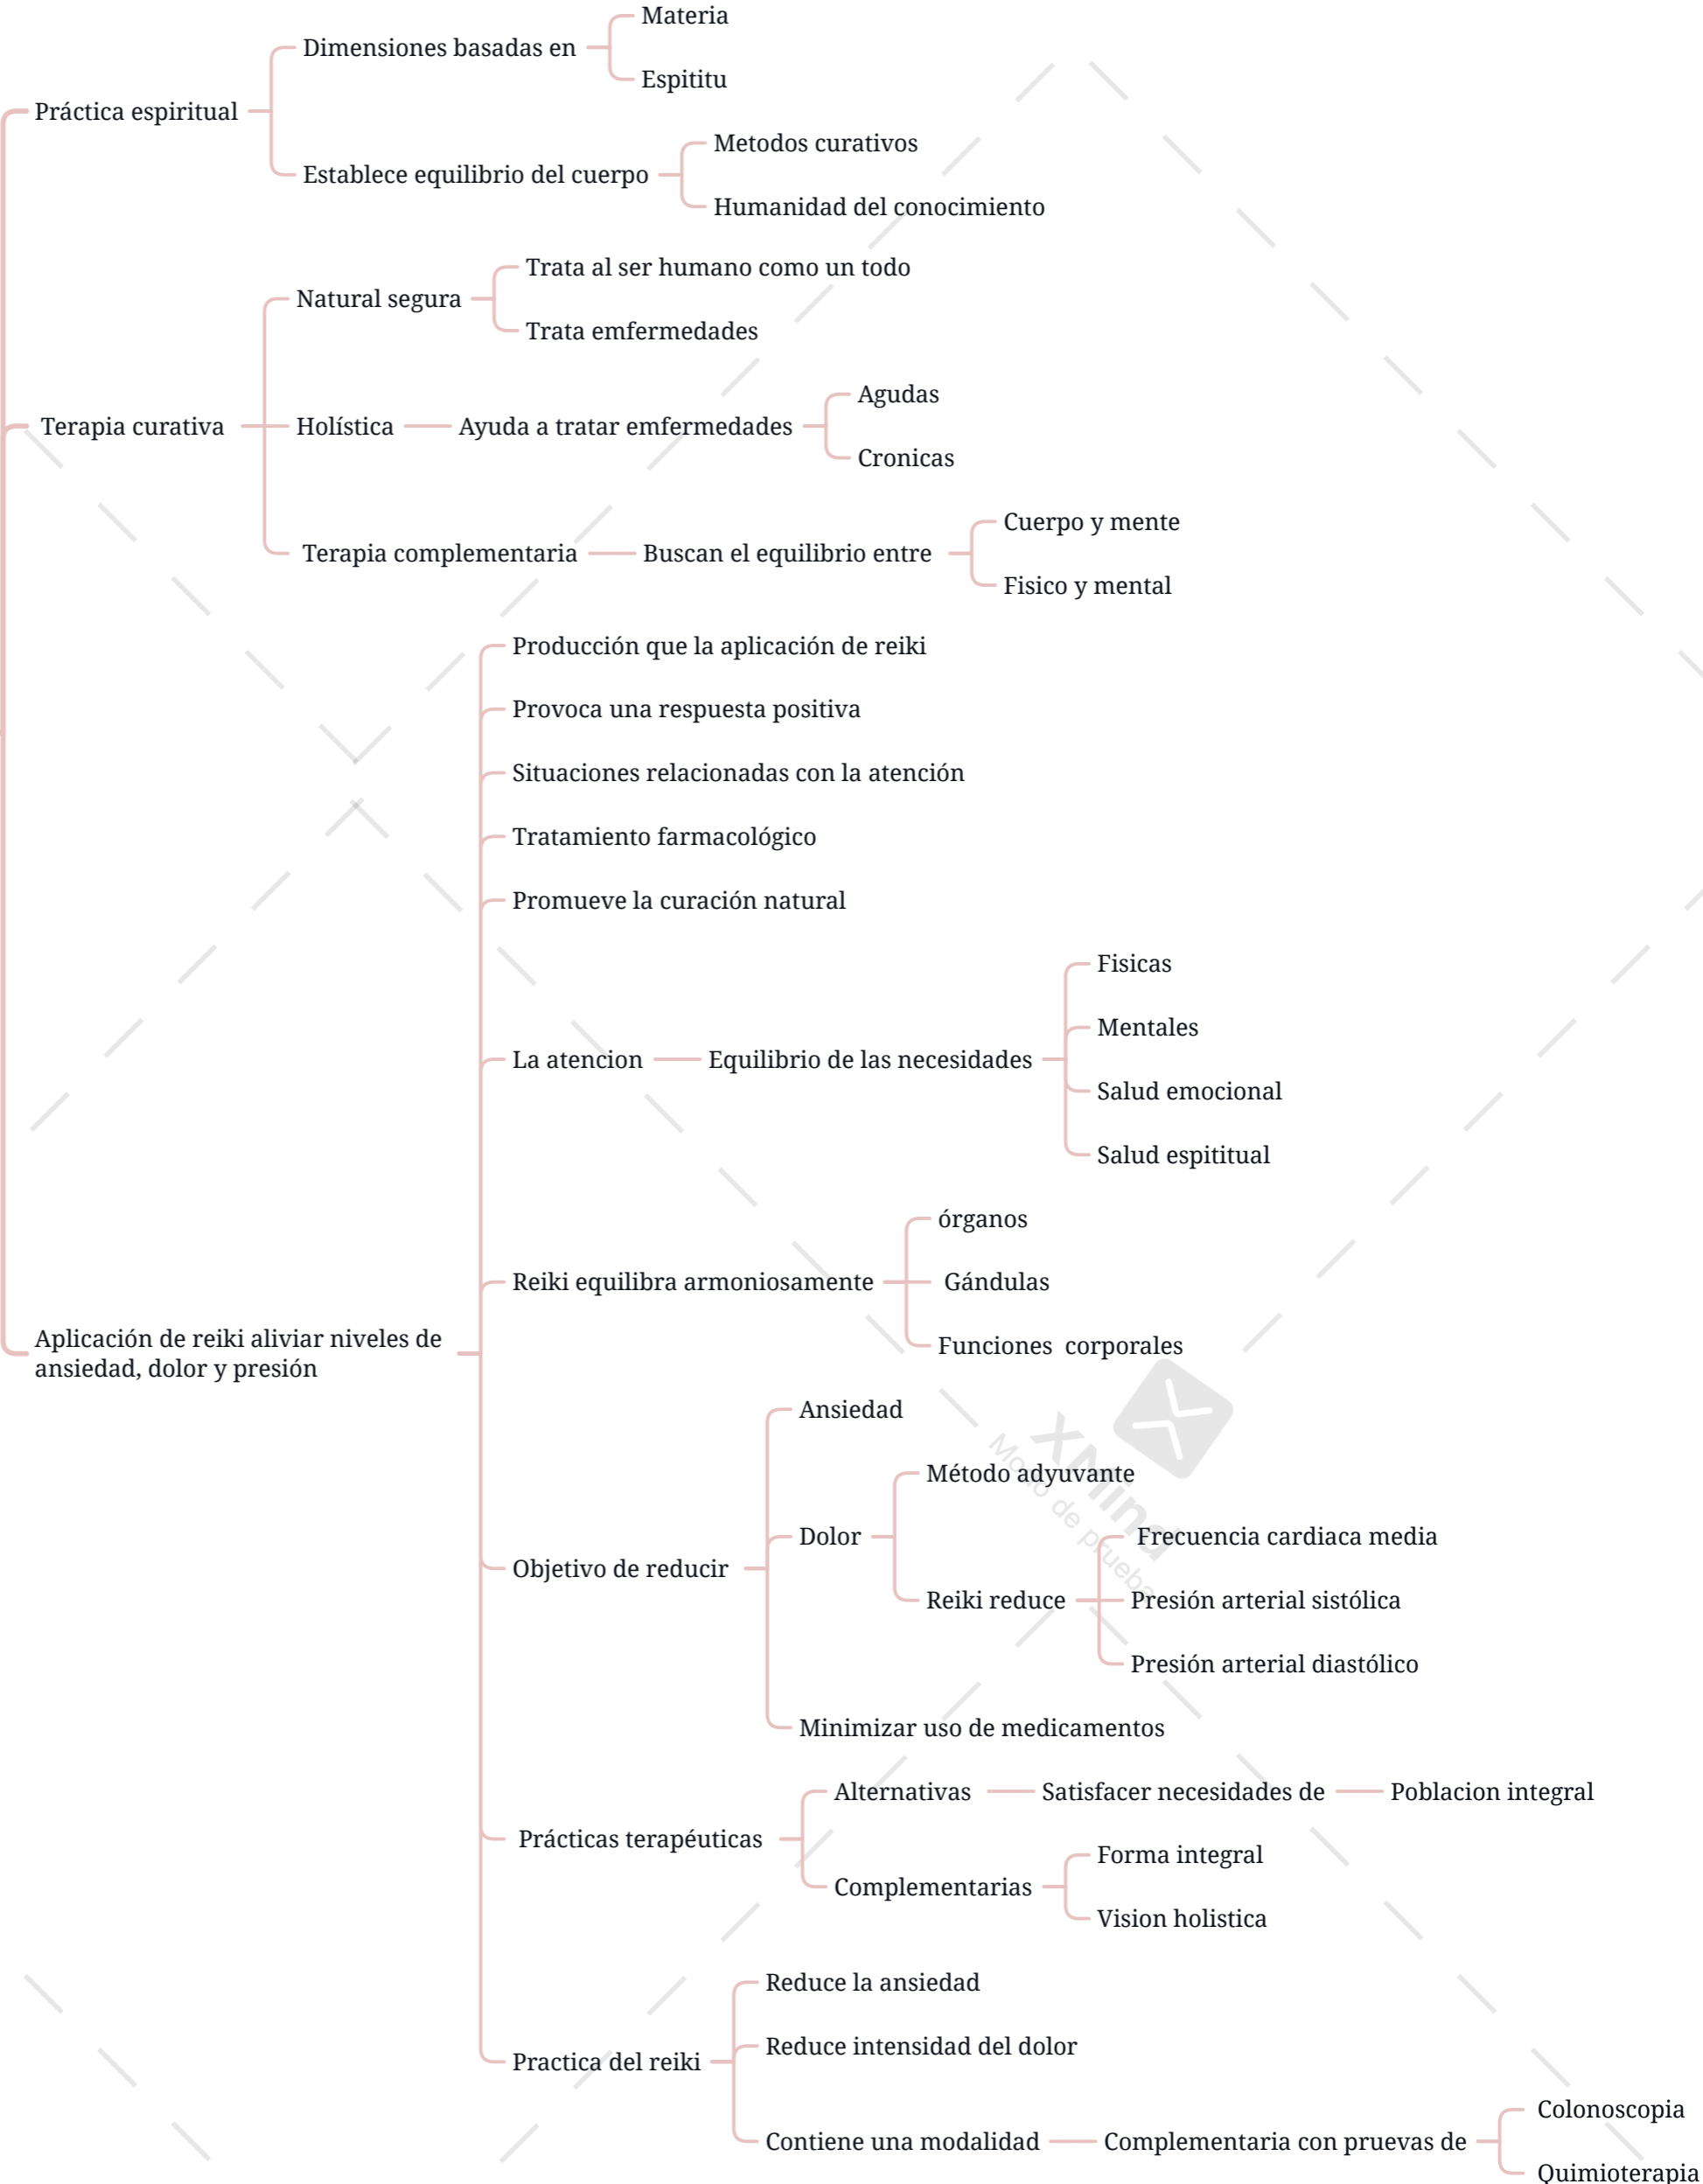 Materia
Dimensiones basadas en
Espititu
Práctica espiritual
Metodos curativos
Establece equilibrio del cuerpo
Humanidad del conocimiento
Trata al ser humano como un todo
Natural segura
Trata emfermedades
Agudas
Terapia curativa
Holística
Ayuda a tratar emfermedades
Cronicas
Cuerpo y mente
Terapia complementaria
Buscan el equilibrio entre
Fisico y mental
Producción que la aplicación de reiki
Provoca una respuesta positiva
Situaciones relacionadas con la atención
Tratamiento farmacológico
Promueve la curación natural
Fisicas
Mentales
La atencion
Equilibrio de las necesidades
Salud emocional
Salud espititual
órganos
Reiki equilibra armoniosamente
Gándulas
Funciones corporales
Aplicación de reiki aliviar niveles de
ansiedad, dolor y presión
Ansiedad
Método adyuvante
Dolor
Frecuencia cardiaca media
Objetivo de reducir
Reiki reduce
Presión arterial sistólica
Presión arterial diastólico
Minimizar uso de medicamentos
Alternativas
Satisfacer necesidades de
Poblacion integral
Prácticas terapéuticas
Forma integral
Complementarias
Vision holistica
Reduce la ansiedad
Reduce intensidad del dolor
Practica del reiki
Colonoscopia
Contiene una modalidad
Complementaria con pruevas de
Quimioterapia
XMind
Modo de prueba